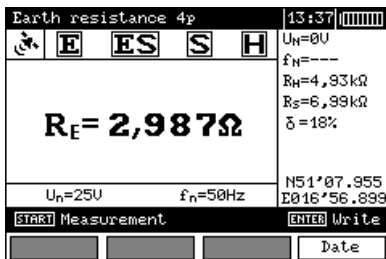 Earth resistance 4p 13:37
E ES S H
UN=0V
fN=---
RH=4,93kΩ
RS=6,99kΩ
δ=18%
RE= 2,987Ω
N51°07.955
E016°56.899
Un=25V fn=50Hz
START Measurement ENTER Write
Date